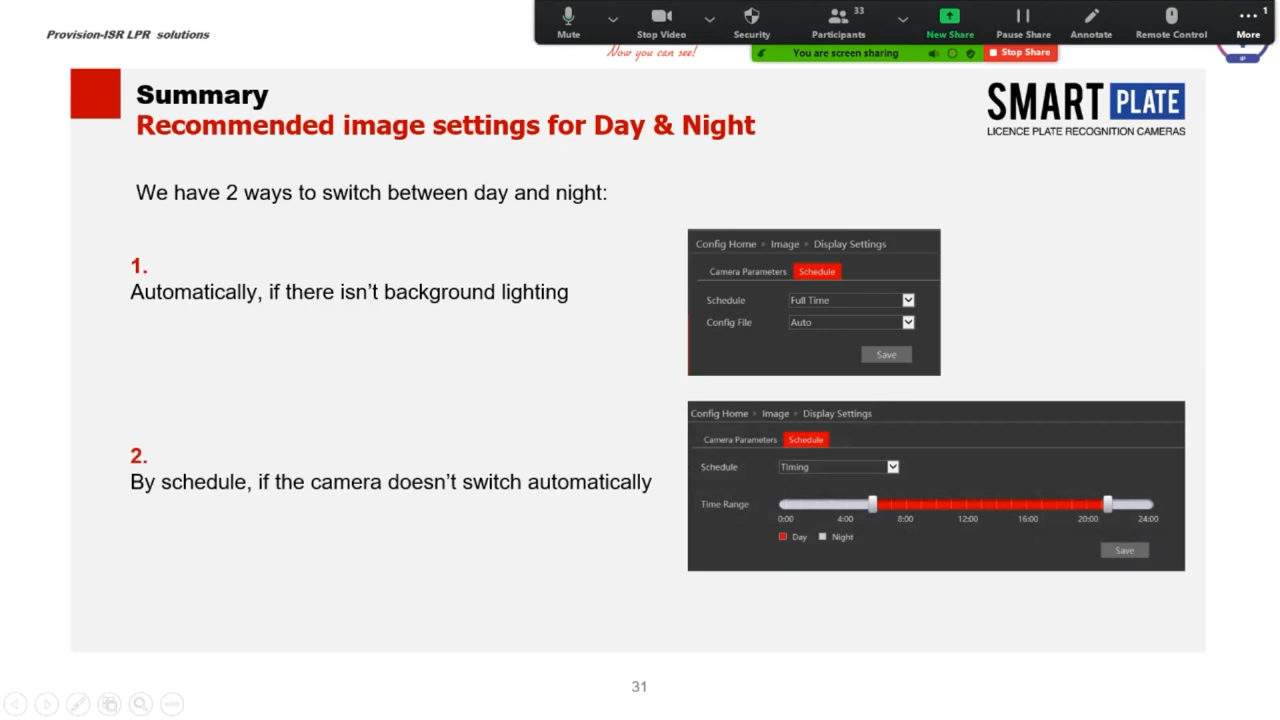 Provision-ISR LPR solutions
Mute
Stop Video
Security
33
Participants
New Share
Pause Share
Annotate
Remote Control
1
More
Now you can see!
You are screen sharing
Stop Share
IP
Summary
Recommended image settings for Day & Night
SMART PLATE
LICENCE PLATE RECOGNITION CAMERAS
We have 2 ways to switch between day and night:
1.
Automatically, if there isn't background lighting
Config Home Image Display Settings
Camera Parameters Schedule
Schedule Full Time
Config File Auto
Save
2.
By schedule, if the camera doesn't switch automatically
Config Home Image Display Settings
Camera Parameters Schedule
Schedule Timing
Time Range
0:00 4:00 8:00 12:00 16:00 20:00 24:00
Day Night
Save
31